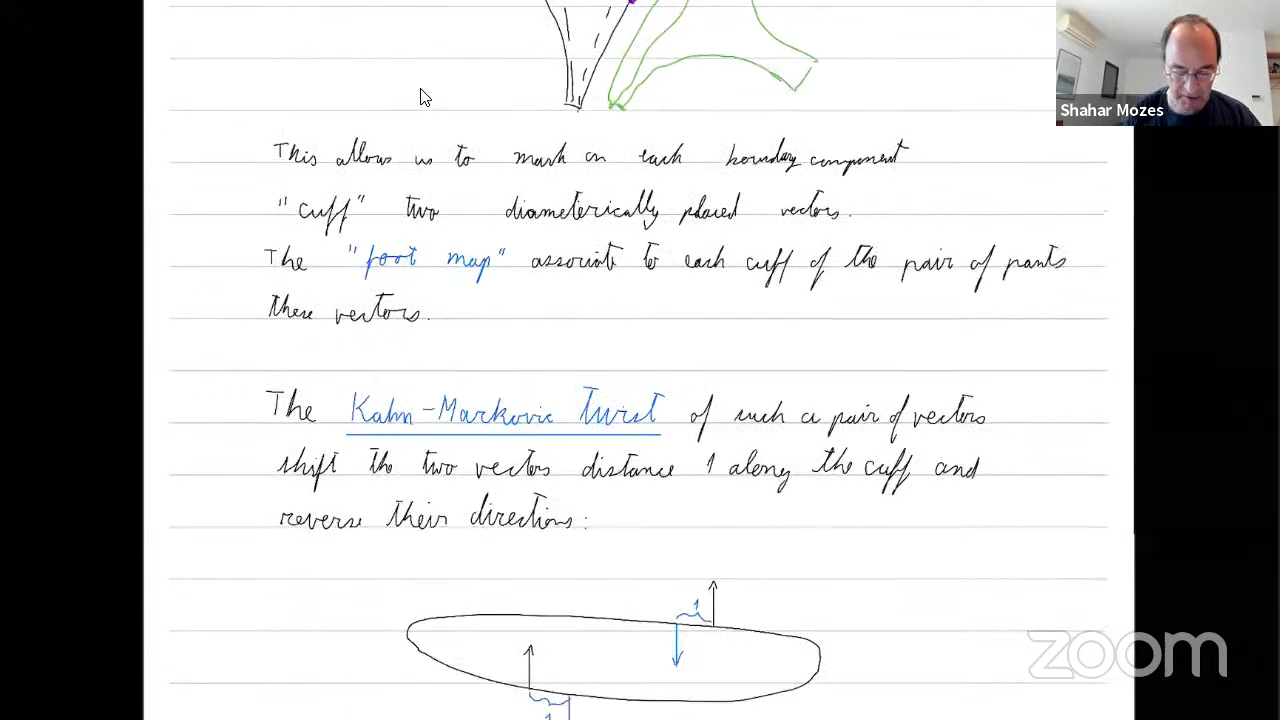 Shahar Mozes
This allows us to mark on each boundary component
"cuff" two diameterically placed vectors.
The "foot map" associate to each cuff of the pair of pants
these vectors.
The Kahn-Markovic twist of such a pair of vectors
shift the two vectors distance 1 along the cuff and
reverse their directions:
1
zoom
1